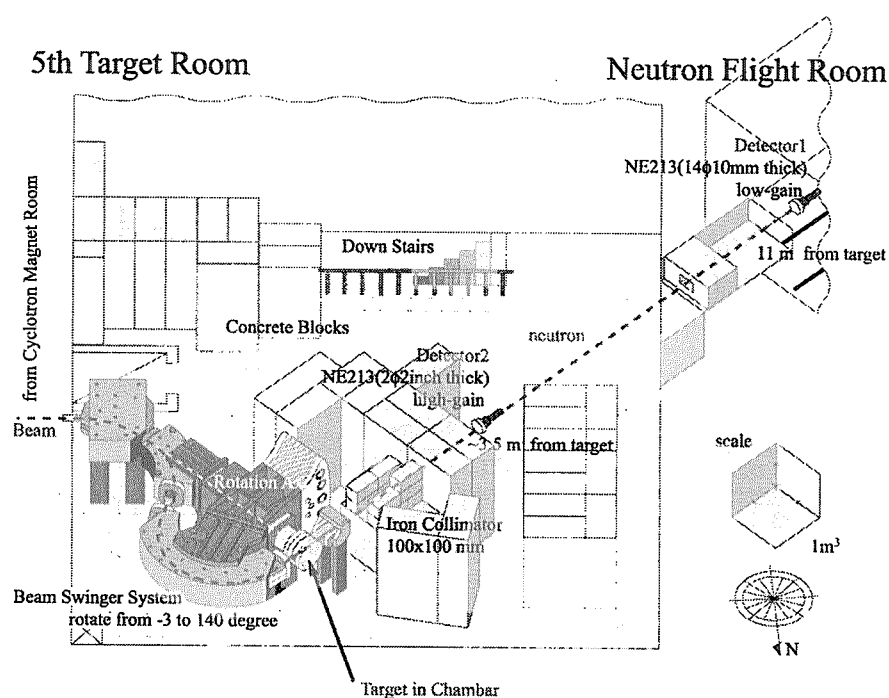 5th Target Room
Neutron Flight Room
Detector1
NE213(14ϕ10mm thick)
low-gain
11 m from target
from Cyclotron Magnet Room
Down Stairs
Concrete Blocks
neutron
Detector2
NE213(2ϕ2inch thick)
high-gain
~3.5 m from target
scale
Beam
Rotation
Iron Collimator
100x100 mm
1m³
Beam Swinger System
rotate from -3 to 140 degree
N
Target in Chambar